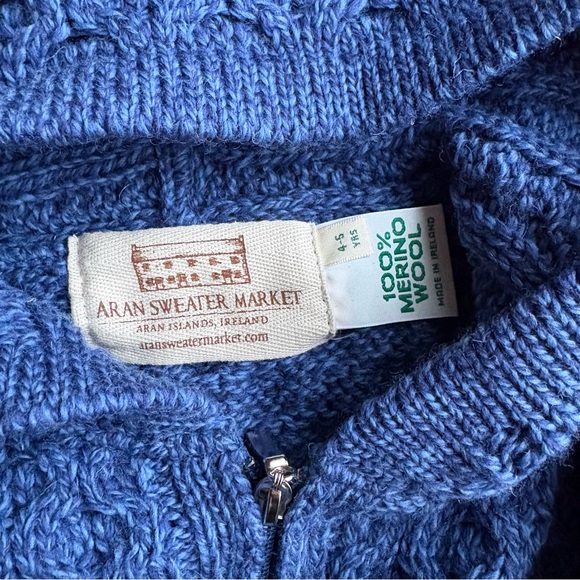 ARAN SWEATER MARKET
ARAN ISLANDS, IRELAND
aransweatermarket.com
4-5
YRS
100%
MERINO
WOOL
MADE IN IRELAND